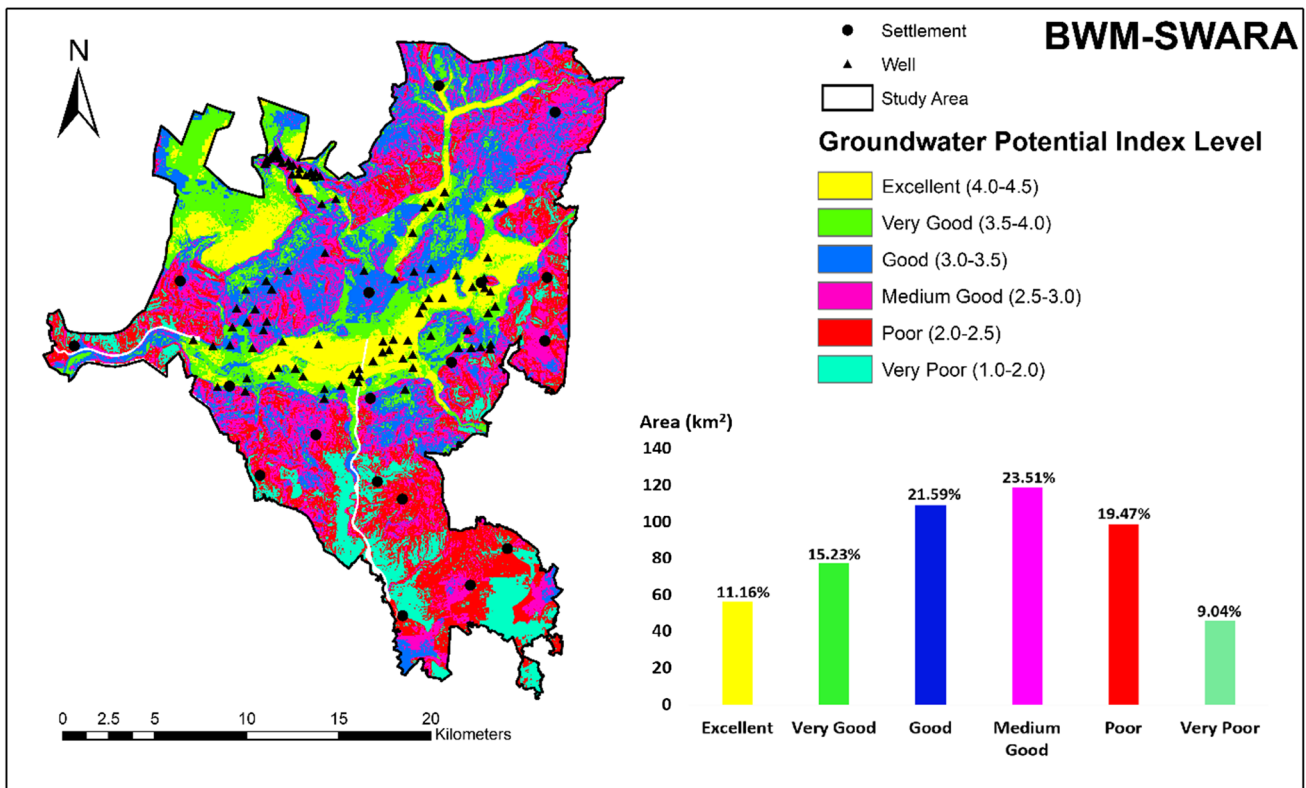 BWM-SWARA
N
Settlement
Well
Study Area
Groundwater Potential Index Level
Excellent (4.0-4.5)
Very Good (3.5-4.0)
Good (3.0-3.5)
Medium Good (2.5-3.0)
Poor (2.0-2.5)
Very Poor (1.0-2.0)
Area (km²)
140
120
100
80
60
40
20
0
11.16%
15.23%
21.59%
23.51%
19.47%
9.04%
Excellent
Very Good
Good
Medium
Good
Poor
Very Poor
0 2.5 5 10 15 20
Kilometers